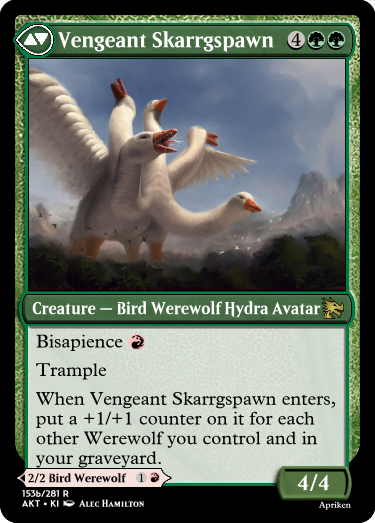 Vengeant Skarrgspawn 4
Creature — Bird Werewolf Hydra Avatar
Bisapience
Trample
When Vengeant Skarrgspawn enters,
put a +1/+1 counter on it for each
other Werewolf you control and in
your graveyard.
2/2 Bird Werewolf 1
4/4
153b/281 R
AKT • KI Alec Hamilton
Apriken